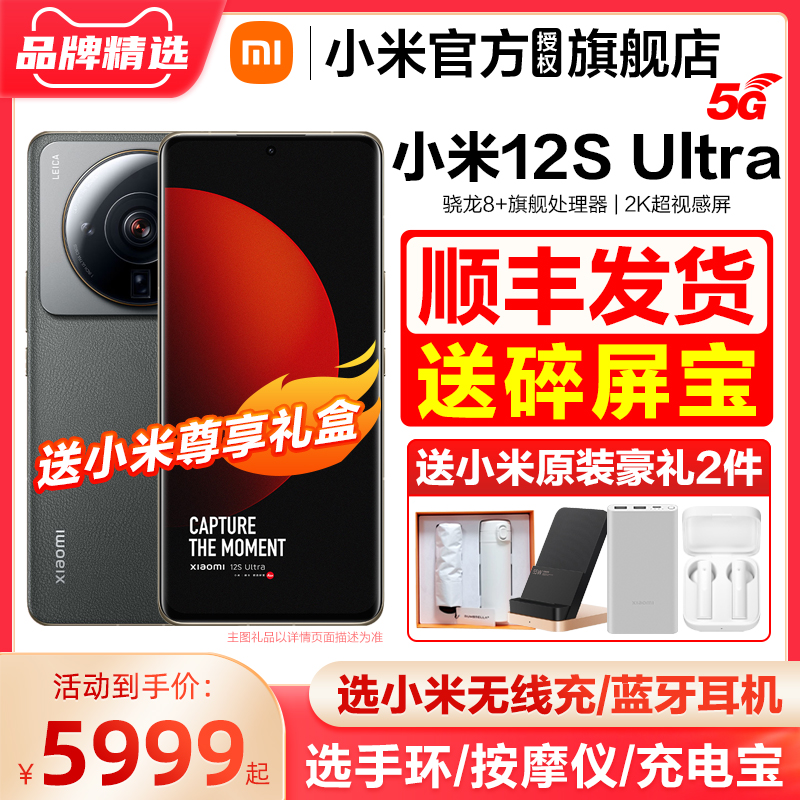 品牌精选
小米官方授权旗舰店
5G
小米12S Ultra
骁龙8+旗舰处理器 | 2K超视感屏
LEICA
顺丰发货
送碎屏宝
送小米尊享礼盒
送小米原装豪礼2件
CAPTURE
THE MOMENT
xiaomi 12S Ultra
xiaomi
主图礼品以详情页面描述为准
活动到手价:
¥5999起
选小米无线充/蓝牙耳机
选手环/按摩仪/充电宝